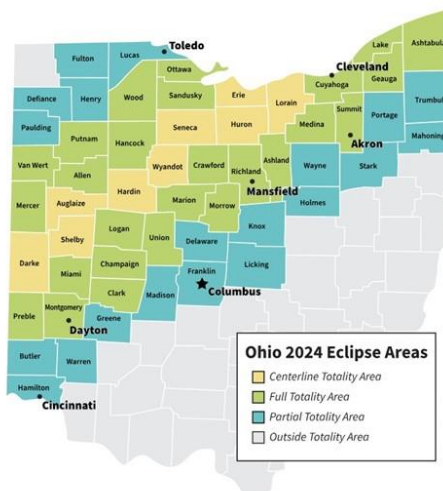 Toledo
Fulton
Lucas
Lake
Ashtabula
Cleveland
Ottawa
Cuyahoga
Geauga
Defiance
Henry
Wood
Sandusky
Erie
Lorain
Summit
Trumbull
Paulding
Seneca
Huron
Medina
Portage
Akron
Mahoning
Putnam
Hancock
Van Wert
Allen
Wyandot
Crawford
Richland
Ashland
Wayne
Stark
Mansfield
Mercer
Auglaize
Hardin
Marion
Morrow
Holmes
Knox
Logan
Union
Delaware
Shelby
Darke
Champaign
Licking
Miami
Franklin
Columbus
Clark
Madison
Preble
Montgomery
Dayton
Greene
Butler
Warren
Hamilton
Cincinnati
Ohio 2024 Eclipse Areas
Centerline Totality Area
Full Totality Area
Partial Totality Area
Outside Totality Area